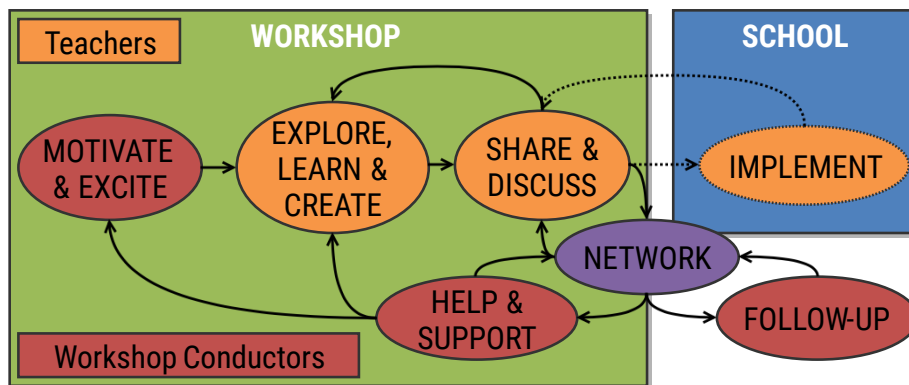 Teachers
WORKSHOP
SCHOOL
MOTIVATE
& EXCITE
EXPLORE,
LEARN &
CREATE
SHARE &
DISCUSS
IMPLEMENT
NETWORK
HELP &
SUPPORT
FOLLOW-UP
Workshop Conductors